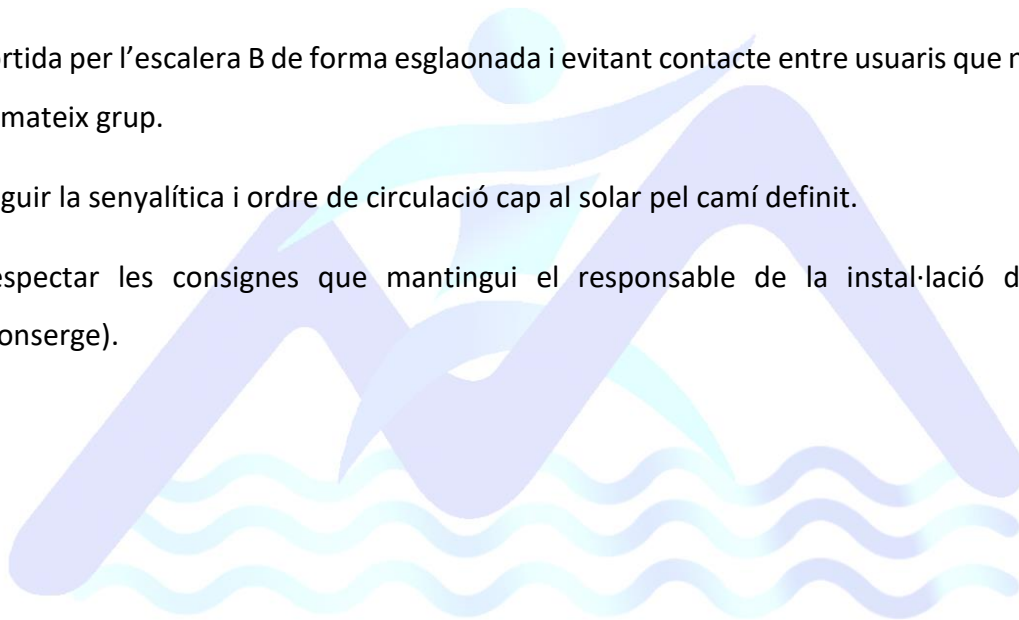 rtida per l’escalera B de forma esglaonada i evitant contacte entre usuaris que
mateix grup.
guir la senyalítica i ordre de circulació cap al solar pel camí definit.
espectar les consignes que mantingui el responsable de la instal·lació d
onserge).